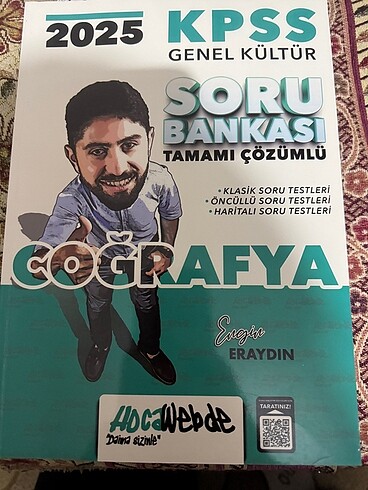 2025 KPSS
GENEL KÜLTÜR
SORU
BANKASI
TAMAMI ÇÖZÜMLÜ
• KLASİK SORU TESTLERİ
• ÖNCÜLLÜ SORU TESTLERİ
• HARİTALI SORU TESTLERİ
COĞRAFYA
Engin
ERAYDIN
HOCAWebde
"Daima sizinle"
TARATINIZ!